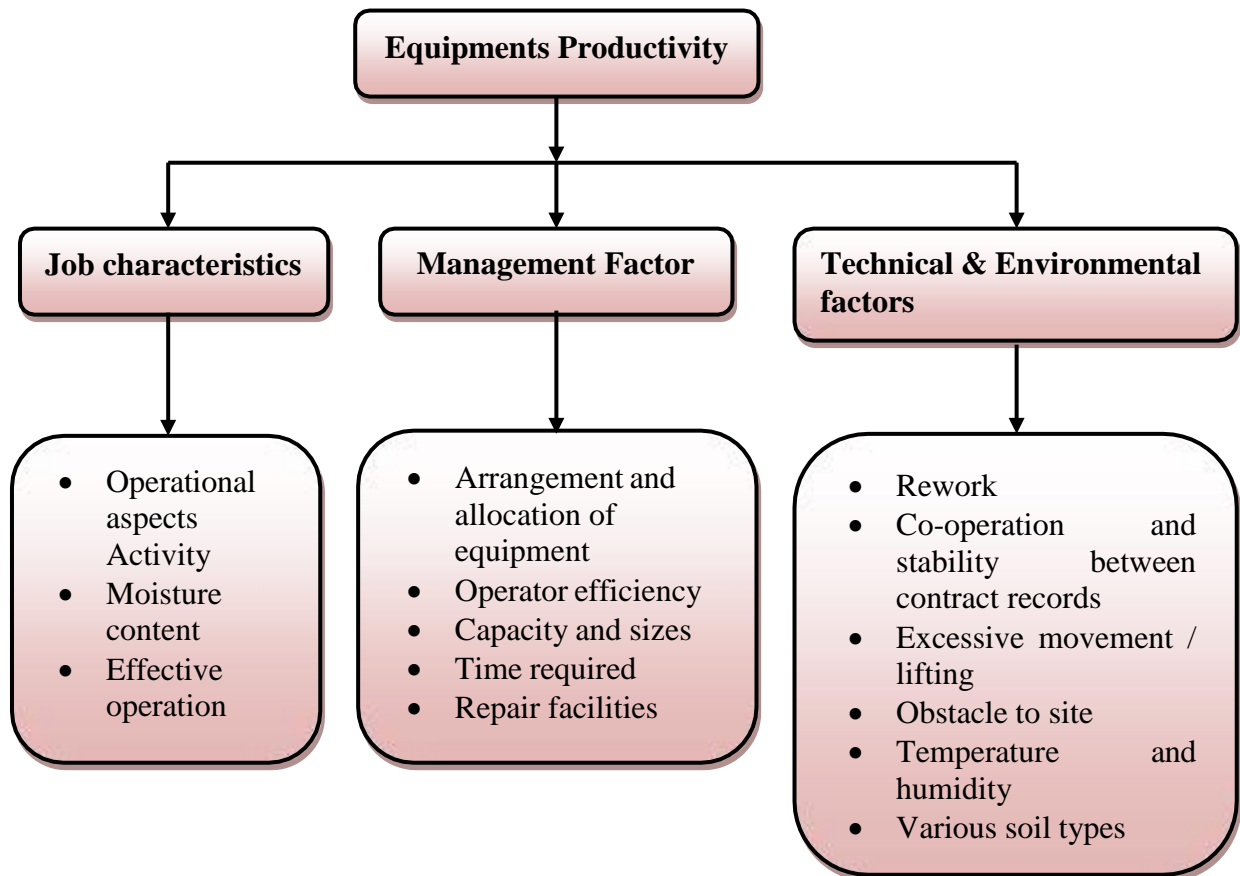 Equipments Productivity
Job characteristics
Management Factor
Technical & Environmental
factors
• Operational
aspects
Activity
• Moisture
content
• Effective
operation
• Arrangement and
allocation of
equipment
• Operator efficiency
• Capacity and sizes
• Time required
• Repair facilities
• Rework
• Co-operation and
stability between
contract records
• Excessive movement /
lifting
• Obstacle to site
• Temperature and
humidity
• Various soil types